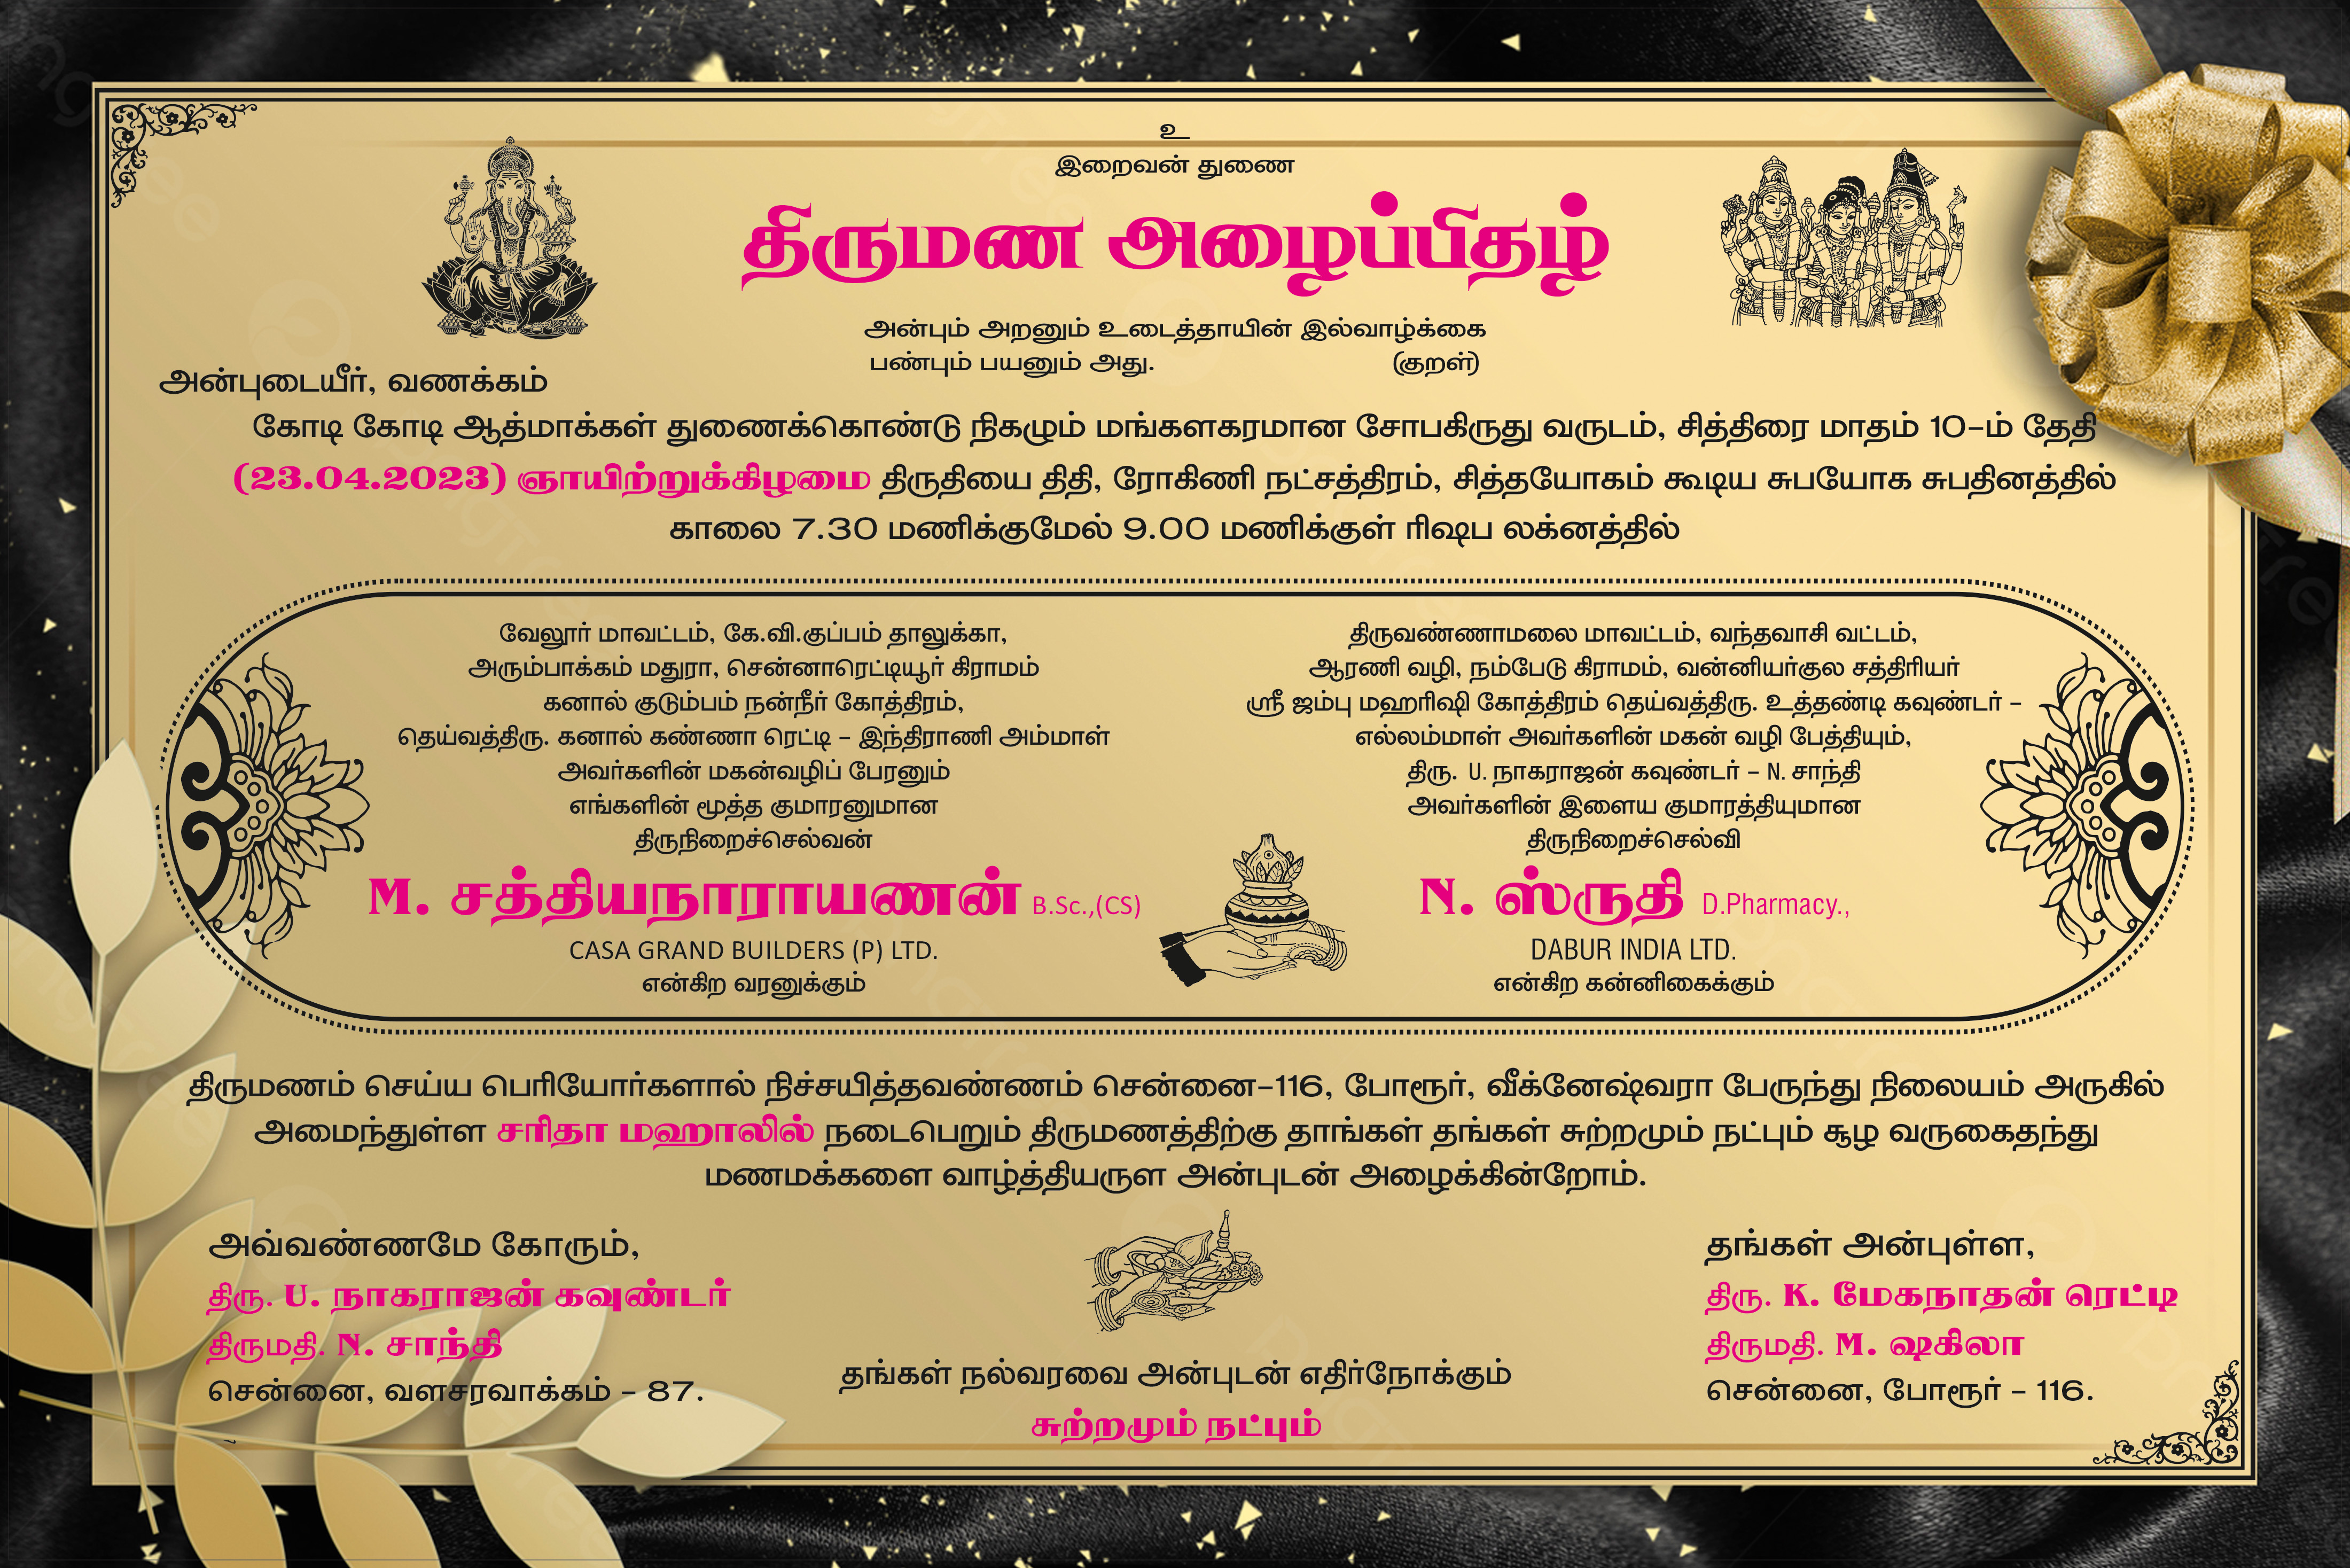 உ
இறைவன் துணை
திருமண அழைப்பிதழ்
அன்பும் அறனும் உடைத்தாயின் இல்வாழ்க்கை
பண்பும் பயனும் அது. (குறள்)
அன்புடையீர், வணக்கம்
கோடி கோடி ஆத்மாக்கள் துணைக்கொண்டு நிகழும் மங்களகரமான சோபகிருது வருடம், சித்திரை மாதம் 10-ம் தேதி
(23.04.2023) ஞாயிற்றுக்கிழமை திருதியை திதி, ரோகிணி நட்சத்திரம், சித்தயோகம் கூடிய சுபயோக சுபதினத்தில்
காலை 7.30 மணிக்குமேல் 9.00 மணிக்குள் ரிஷப லக்னத்தில்
வேலூர் மாவட்டம், கே.வி.குப்பம் தாலுக்கா,
அரும்பாக்கம் மதுரா, சென்னாரெட்டியூர் கிராமம்
கனால் குடும்பம் நன்நீர் கோத்திரம்,
தெய்வத்திரு. கனால் கண்ணா ரெட்டி - இந்திராணி அம்மாள்
அவர்களின் மகன்வழிப் பேரனும்
எங்களின் மூத்த குமாரனுமான
திருநிறைச்செல்வன்
M. சத்தியநாராயணன் B.Sc.,(CS)
CASA GRAND BUILDERS (P) LTD.
என்கிற வரனுக்கும்
திருவண்ணாமலை மாவட்டம், வந்தவாசி வட்டம்,
ஆரணி வழி, நம்பேடு கிராமம், வன்னியர்குல சத்திரியர்
ஸ்ரீ ஜம்பு மஹரிஷி கோத்திரம் தெய்வத்திரு. உத்தண்டி கவுண்டர் -
எல்லம்மாள் அவர்களின் மகன் வழி பேத்தியும்,
திரு. U. நாகராஜன் கவுண்டர் - N. சாந்தி
அவர்களின் இளைய குமாரத்தியுமான
திருநிறைச்செல்வி
N. ஸ்ருதி D.Pharmacy.,
DABUR INDIA LTD.
என்கிற கன்னிகைக்கும்
திருமணம் செய்ய பெரியோர்களால் நிச்சயித்தவண்ணம் சென்னை-116, போரூர், வீக்னேஷ்வரா பேருந்து நிலையம் அருகில்
அமைந்துள்ள சரிதா மஹாலில் நடைபெறும் திருமணத்திற்கு தாங்கள் தங்கள் சுற்றமும் நட்பும் சூழ வருகைதந்து
மணமக்களை வாழ்த்தியருள அன்புடன் அழைக்கின்றோம்.
அவ்வண்ணமே கோரும்,
திரு. U. நாகராஜன் கவுண்டர்
திருமதி. N. சாந்தி
சென்னை, வளசரவாக்கம் - 87.
தங்கள் நல்வரவை அன்புடன் எதிர்நோக்கும்
சுற்றமும் நட்பும்
தங்கள் அன்புள்ள,
திரு. K. மேகநாதன் ரெட்டி
திருமதி. M. ஷகிலா
சென்னை, போரூர் - 116.